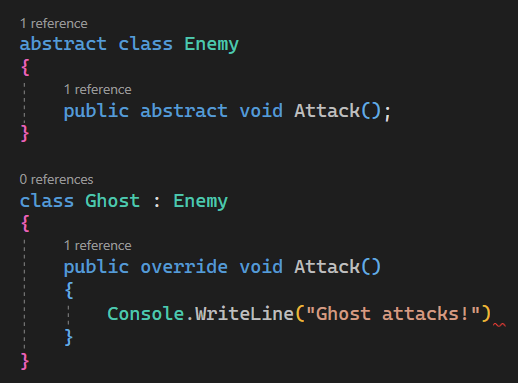 1 reference
abstract class Enemy
{
1 reference
public abstract void Attack();
}
0 references
class Ghost : Enemy
{
1 reference
public override void Attack()
{
Console.WriteLine("Ghost attacks!")
}
}